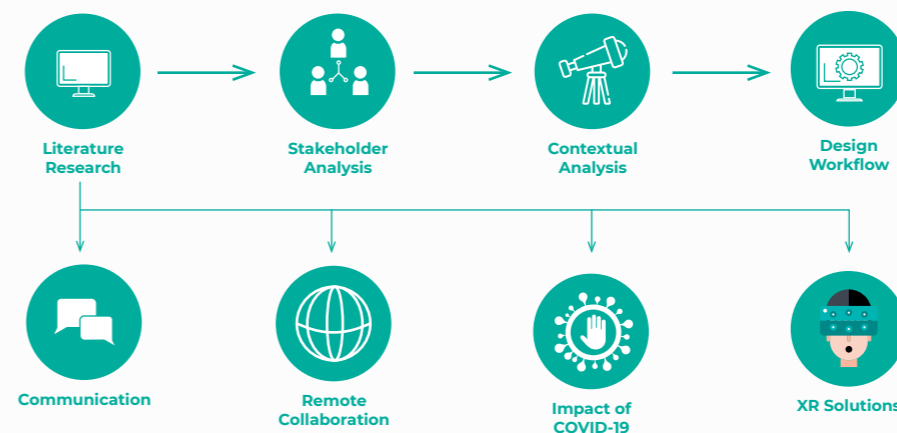 Literature
Research
Stakeholder
Analysis
Contextual
Analysis
Design
Workflow
Communication
Remote
Collaboration
Impact of
COVID-19
XR Solutions